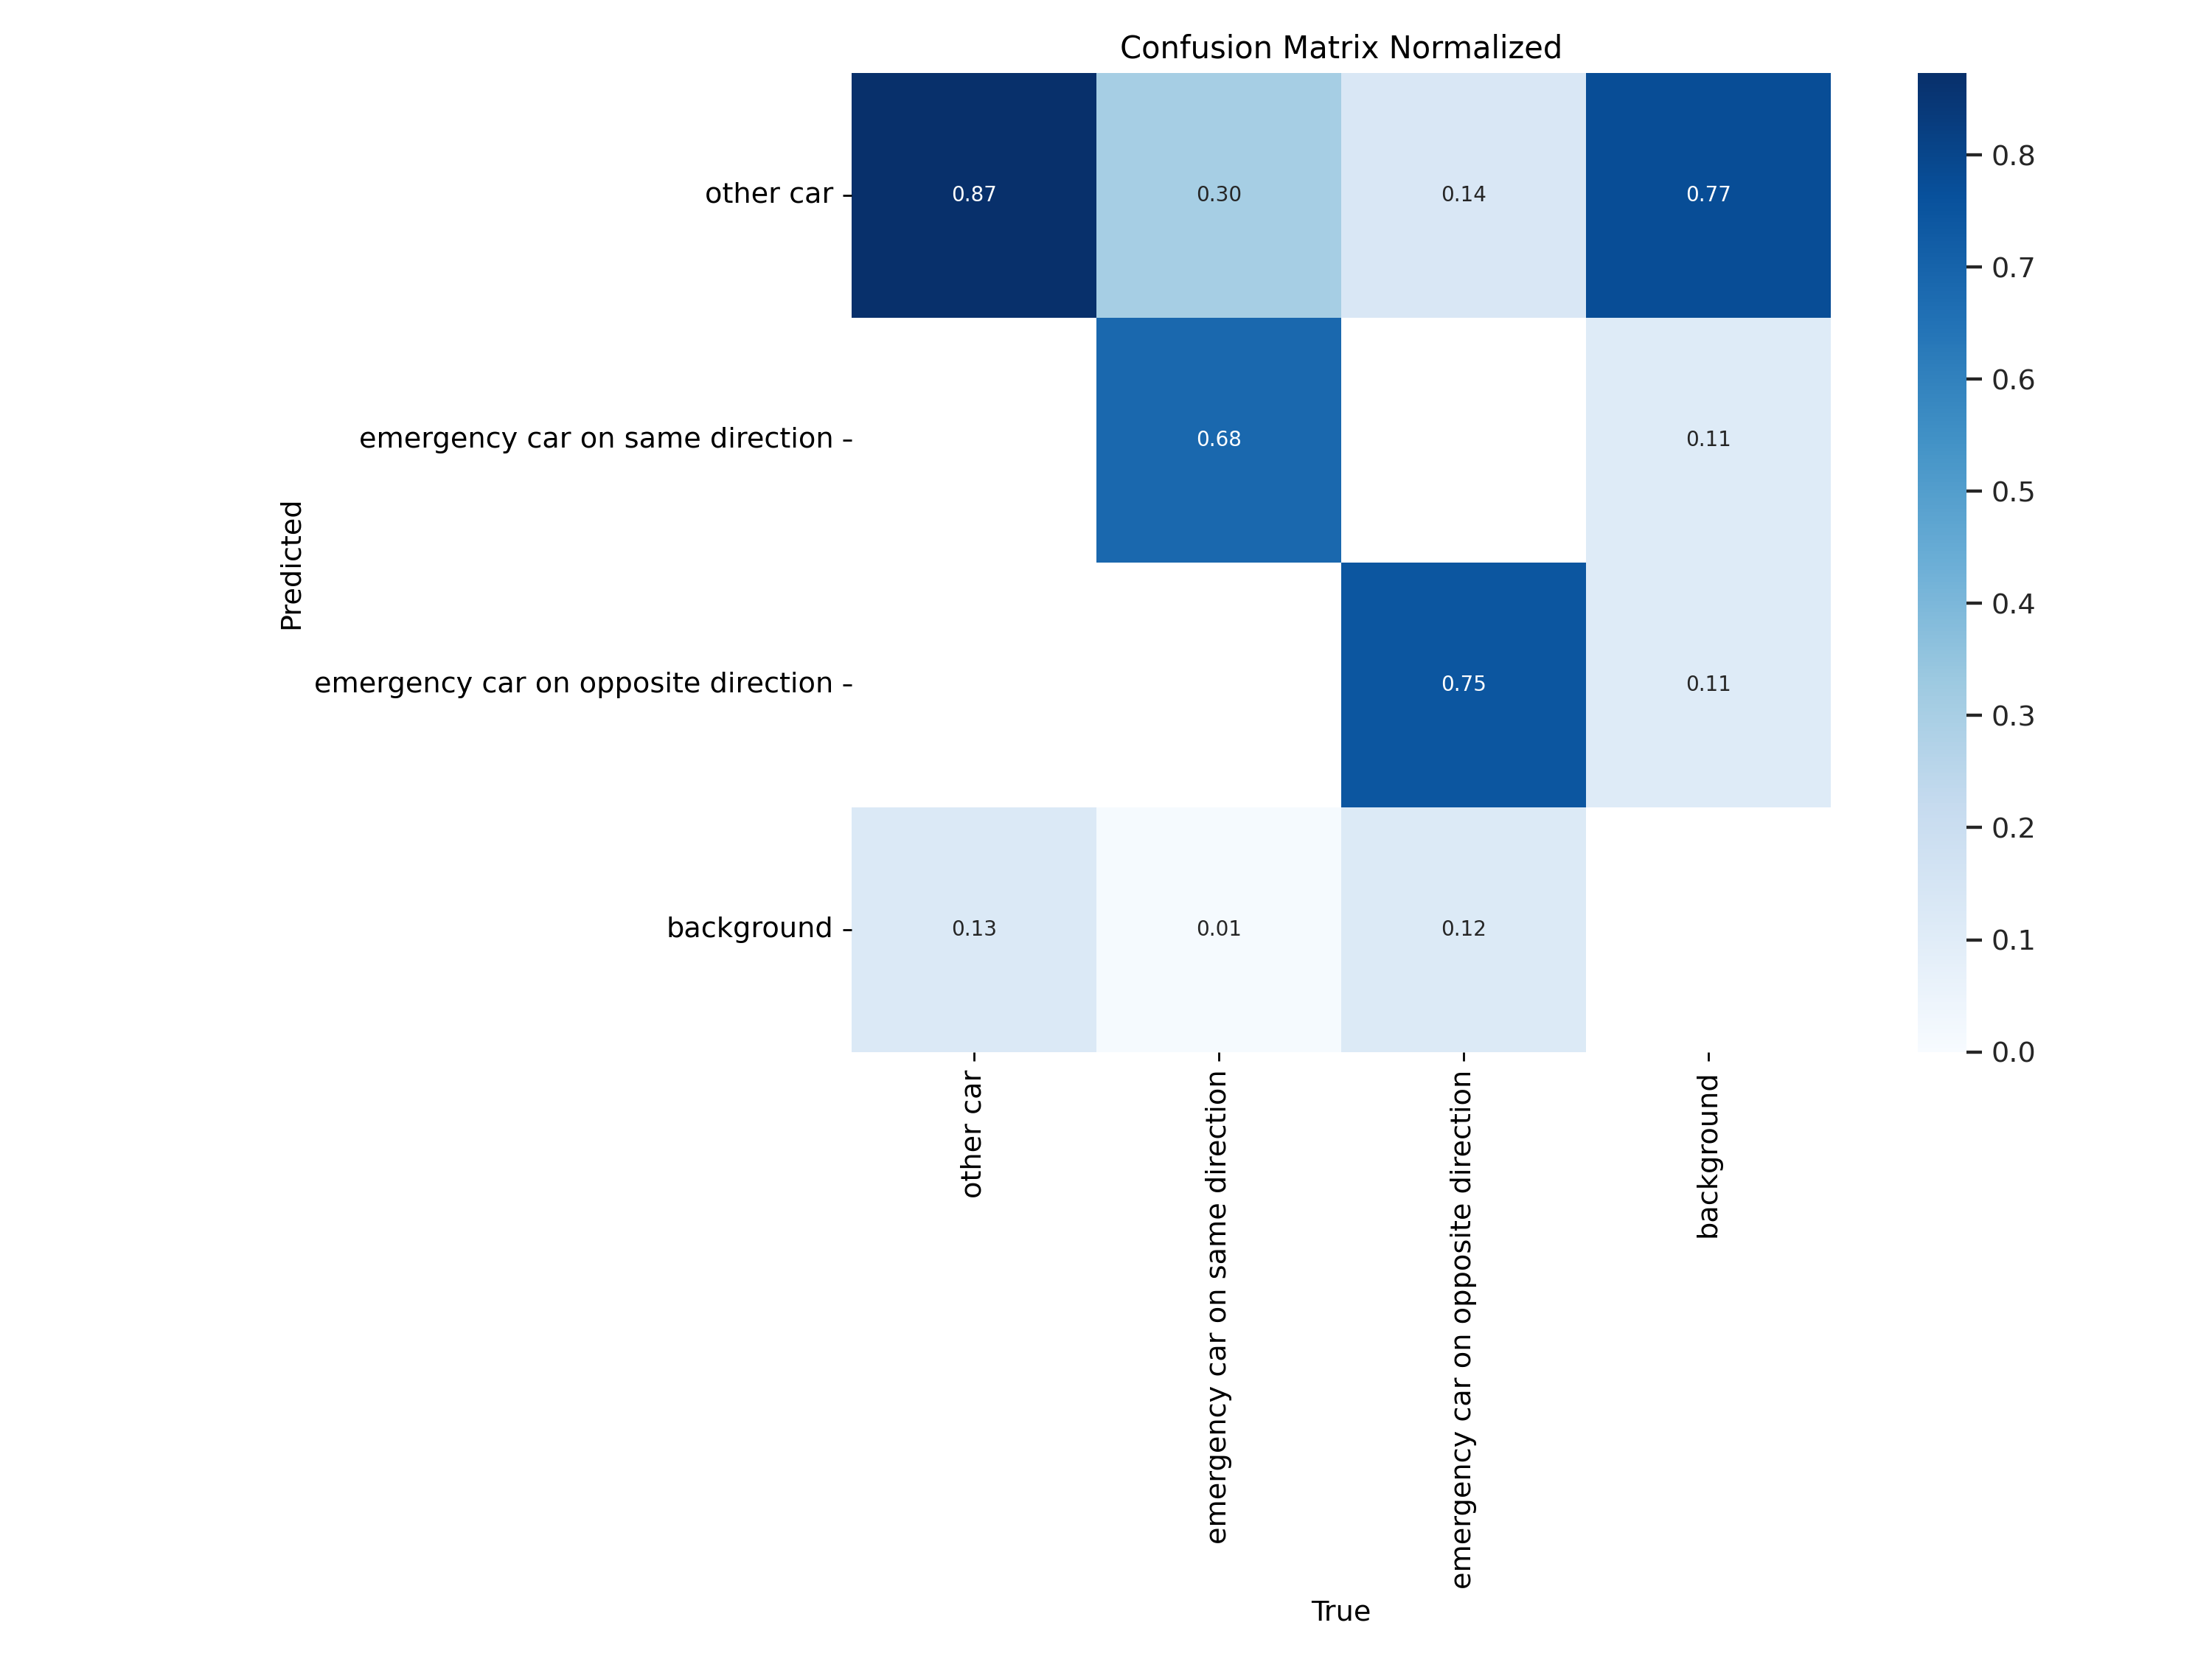 Confusion Matrix Normalized
other car
0.87
0.30
0.14
0.77
emergency car on same direction
0.68
0.11
emergency car on opposite direction
0.75
0.11
background
0.13
0.01
0.12
Predicted
other car
emergency car on same direction
emergency car on opposite direction
background
True
0.8
0.7
0.6
0.5
0.4
0.3
0.2
0.1
0.0